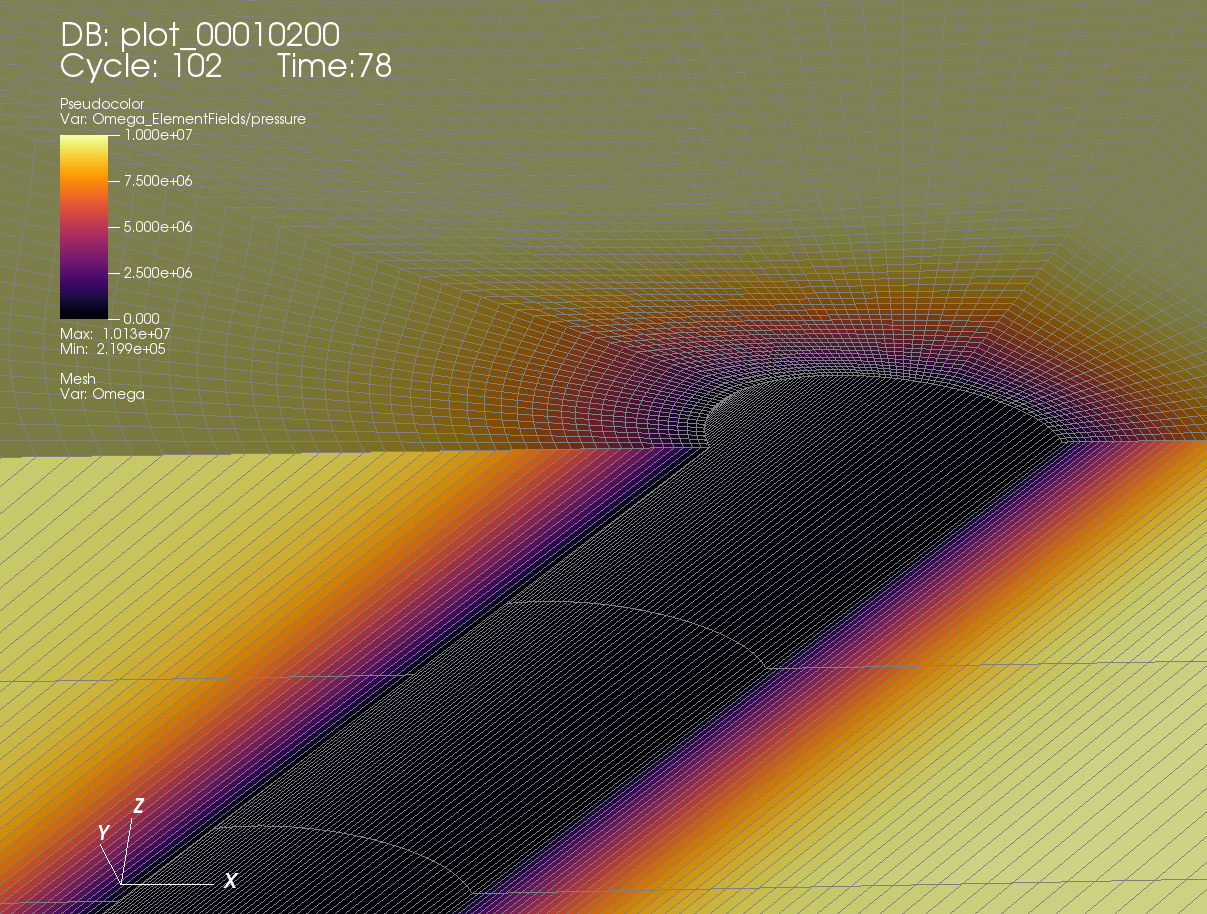 DB: plot_00010200
Cycle: 102 Time:78
Pseudocolor
Var: Omega_ElementFields/pressure
1.000e+07
7.500e+06
5.000e+06
2.500e+06
0.000
Max: 1.013e+07
Min: 2.199e+05
Mesh
Var: Omega
Z
Y
X